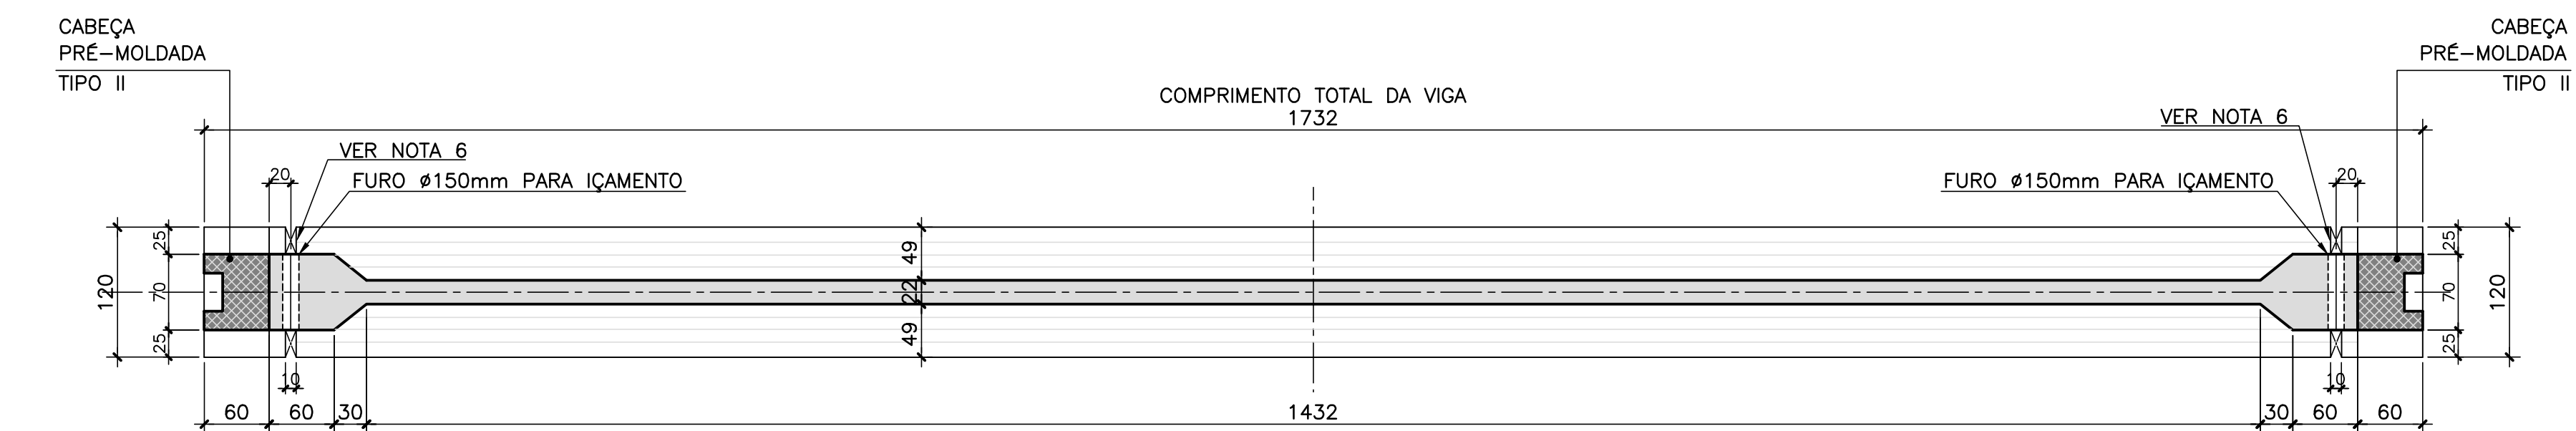 CABEÇA
PRÉ-MOLDADA
TIPO II
CABEÇA
PRÉ-MOLDADA
TIPO II
COMPRIMENTO TOTAL DA VIGA
1732
VER NOTA 6
VER NOTA 6
20
FURO ø150mm PARA IÇAMENTO
FURO ø150mm PARA IÇAMENTO
20
120
25
70
25
49
22
49
25
70
25
120
10
10
60
60
30
1432
30
60
60